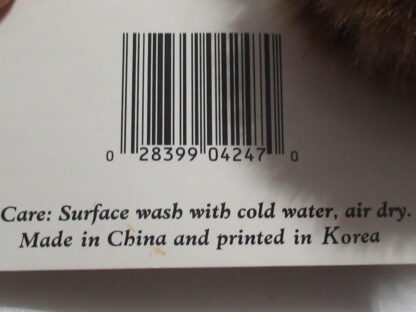 0 28399 04247 0
Care: Surface wash with cold water, air dry.
Made in China and printed in Korea